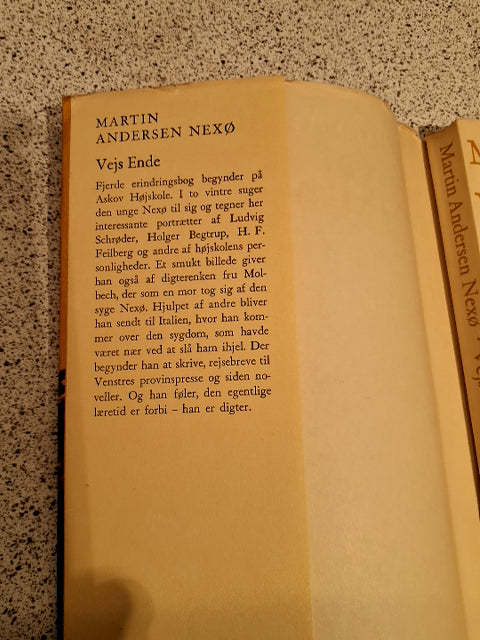 MARTIN
ANDERSEN NEXØ
Vejs Ende
Fjerde erindringsbog begynder på
Askov Højskole. I to vintre suger
den unge Nexø til sig og tegner her
interessante portrætter af Ludvig
Schrøder, Holger Begtrup, H. F.
Feilberg og andre af højskolens per-
sonligheder. Et smukt billede giver
han også af digterenken fru Mol-
bech, der som en mor tog sig af den
syge Nexø. Hjulpet af andre bliver
han sendt til Italien, hvor han kom-
mer over den sygdom, som havde
været nær ved at slå ham ihjel. Der
begynder han at skrive, rejsebreve til
Venstres provinspresse og siden no-
veller. Og han føler, den egentlige
læretid er forbi – han er digter.
Martin Andersen Nexø